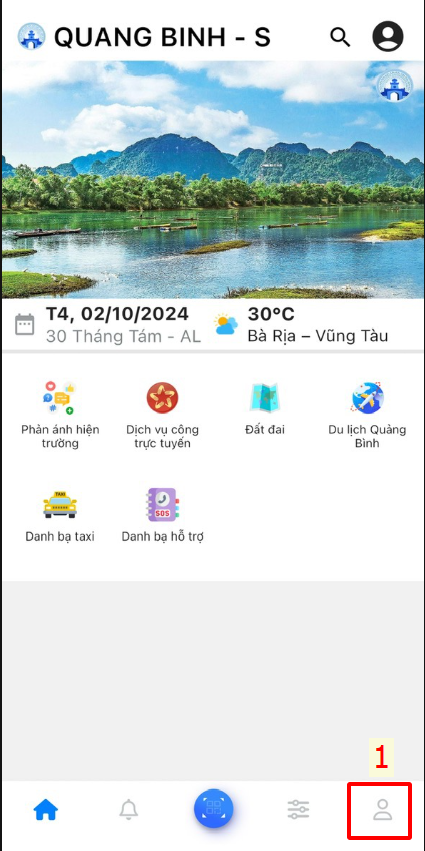 QUANG BINH - S
T4, 02/10/2024
30°C
30 Tháng Tám - AL
Bà Rịa – Vũng Tàu
Phản ánh hiện
trường
Dịch vụ công
trực tuyến
Đất đai
Du lịch Quảng
Bình
TAXI
SOS
Danh bạ taxi
Danh bạ hỗ trợ
1